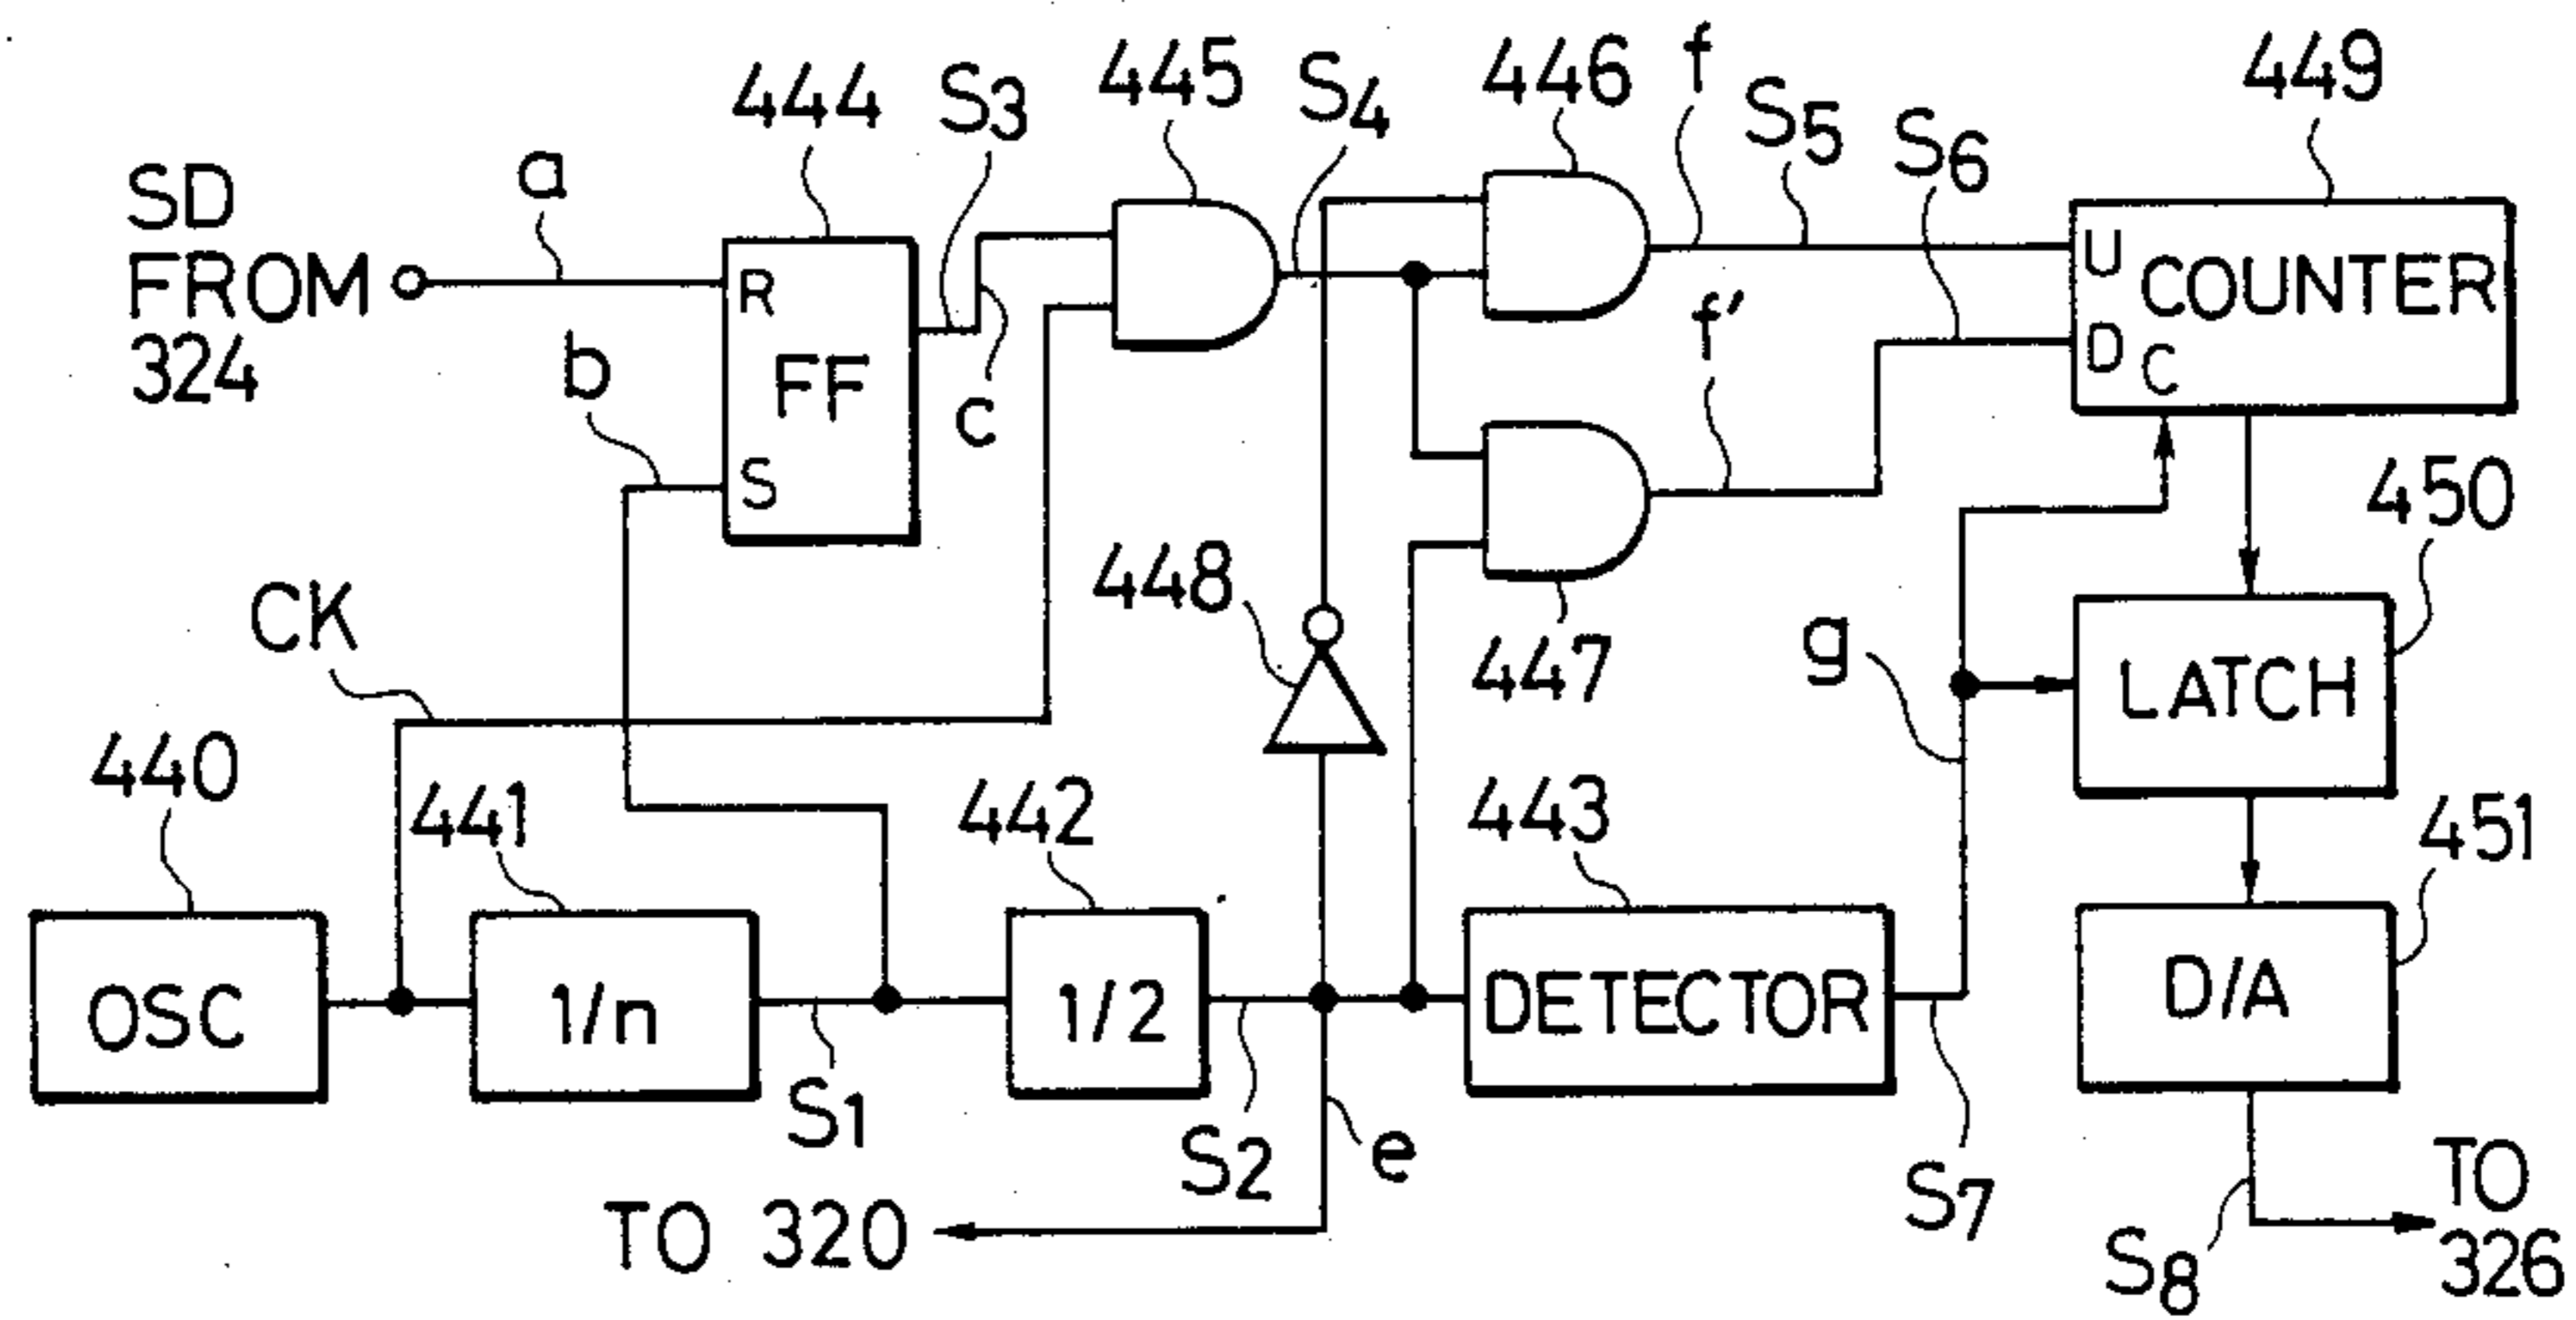 SD
FROM
324
a
b
444
R
FF
S
S3
c
445
S4
446
f
S5
S6
f'
449
U
COUNTER
D
C
447
448
CK
440
OSC
441
1/n
S1
442
1/2
S2
e
TO 320
443
DETECTOR
g
S7
450
LATCH
451
D/A
S8
TO
326